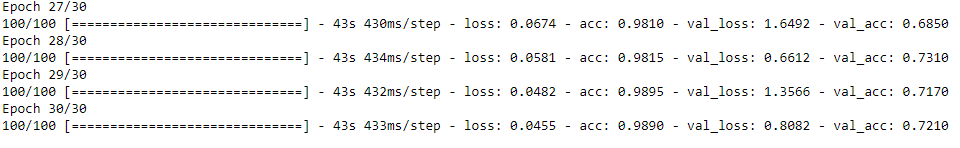 Epoch 27/30
100/100 [==============================] - 43s 430ms/step - loss: 0.0674 - acc: 0.9810 - val_loss: 1.6492 - val_acc: 0.6850
Epoch 28/30
100/100 [==============================] - 43s 434ms/step - loss: 0.0581 - acc: 0.9815 - val_loss: 0.6612 - val_acc: 0.7310
Epoch 29/30
100/100 [==============================] - 43s 432ms/step - loss: 0.0482 - acc: 0.9895 - val_loss: 1.3566 - val_acc: 0.7170
Epoch 30/30
100/100 [==============================] - 43s 433ms/step - loss: 0.0455 - acc: 0.9890 - val_loss: 0.8082 - val_acc: 0.7210